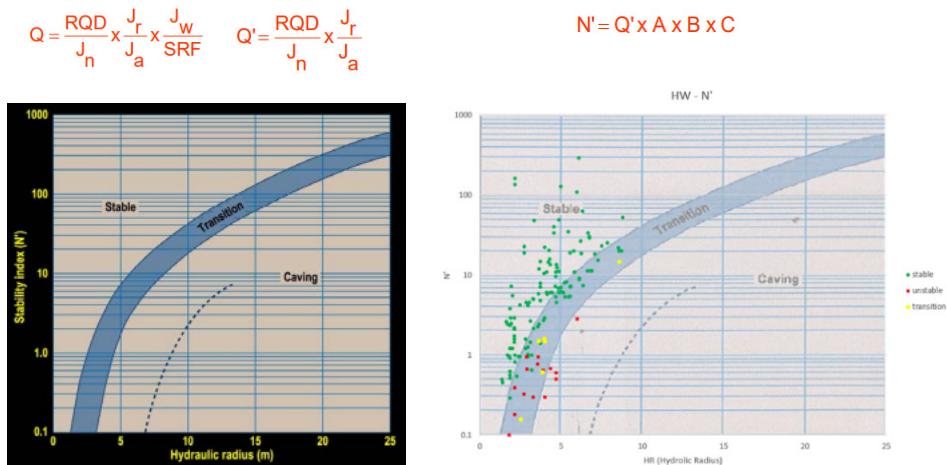 Q = RQD/Jn x Jr/Ja x Jw/SRF
Q' = RQD/Jn x Jr/Ja
N' = Q' x A x B x C
1000
100
10
1.0
0.1
Stability index (N')
Stable
Transition
Caving
0
5
10
15
20
25
Hydraulic radius (m)
HW - N'
1000
100
10
1
0.1
N'
Stable
Transition
Caving
0
5
10
15
20
25
HR (Hydrolic Radius)
stable
unstable
transition